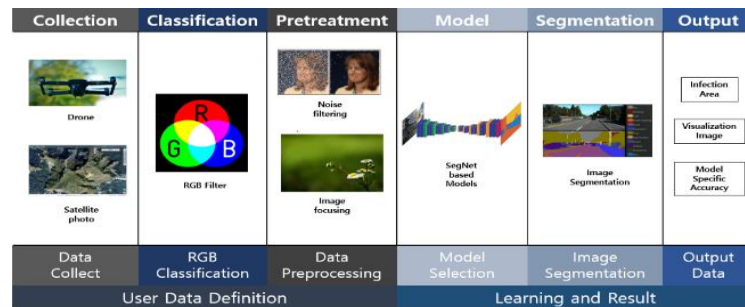 Collection
Classification
Pretreatment
Model
Segmentation
Output
Drone
Satellite
photo
R
G
B
RGB Filter
Noise
filtering
Image
focusing
SegNet
based
Models
Image
Segmentation
Infection
Area
Visualization
Image
Model
Specific
Accuracy
Data
Collect
RGB
Classification
Data
Preprocessing
Model
Selection
Image
Segmentation
Output
Data
User Data Definition
Learning and Result